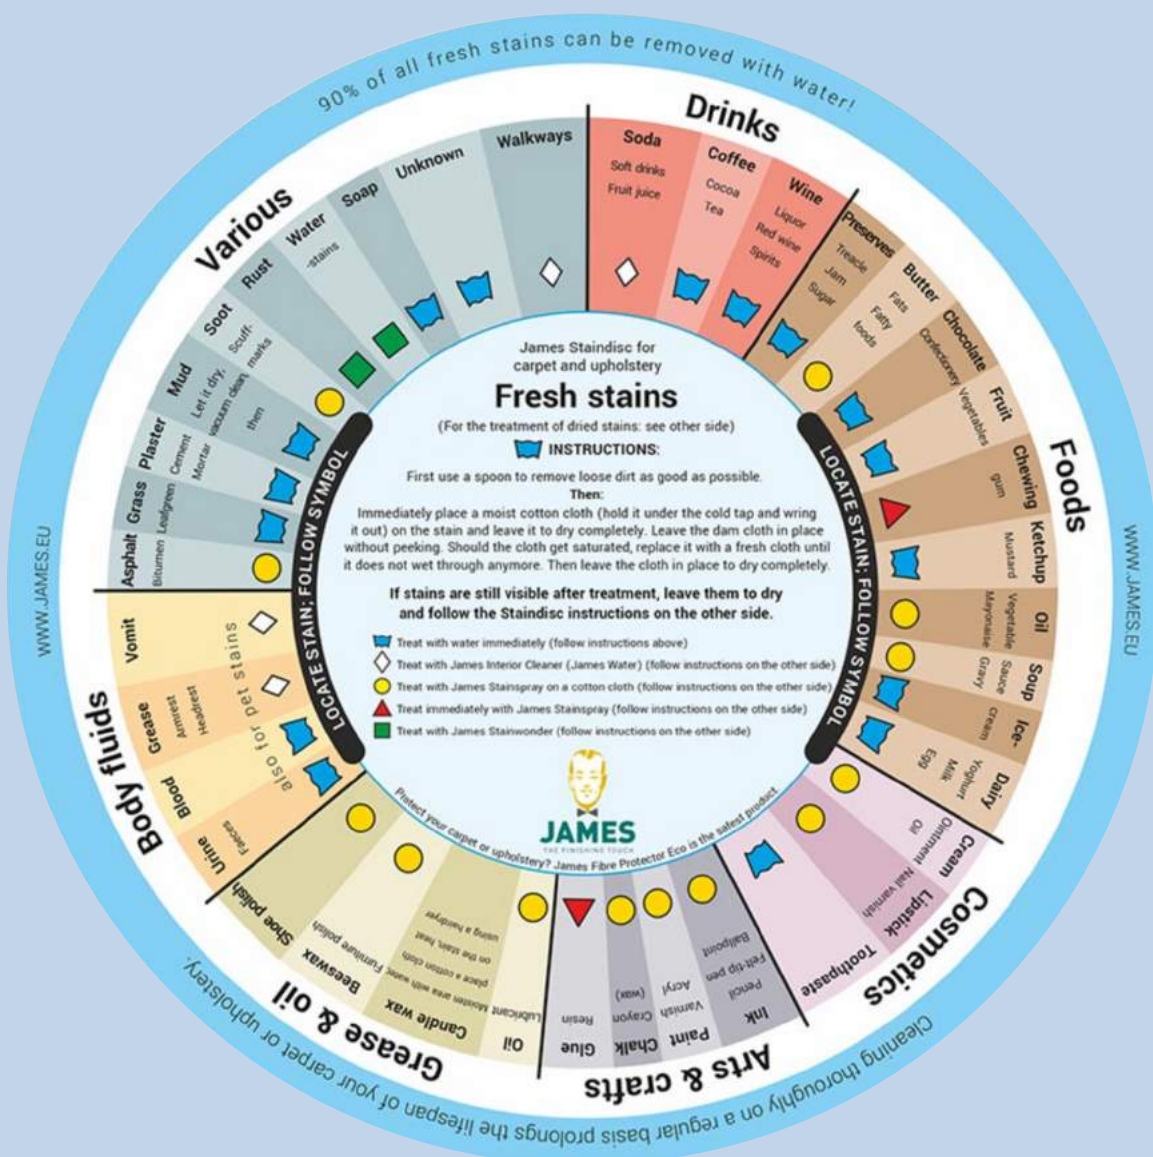 90% of all fresh stains can be removed with water!
WWW.JAMES.EU
Cleaning thoroughly on a regular basis prolongs the lifespan of your carpet or upholstery.
WWW.JAMES.EU
Drinks
Soda
Soft drinks
Fruit juice
Coffee
Cocoa
Tea
Wine
Liquor
Red wine
Spirits
Foods
Preserves
Treacle
Jam
Sugar
Butter
Fats
Fatty
foods
Chocolate
Confectionery
Fruit
Vegetables
Chewing
gum
Ketchup
Mustard
Oil
Vegetable
Mayonaise
Soup
Sauce
Gravy
Ice-
cream
Dairy
Yoghurt
Milk
Egg
Cosmetics
Cream
Ointment
Oil
Lipstick
Nail varnish
Toothpaste
Arts & crafts
Ink
Pencil
Felt-tip pen
Ballpoint
Paint
Varnish
Acryl
Chalk
Crayon
(wax)
Glue
Resin
Grease & oil
Oil
Lubricant
Candle wax
Moisten area with water,
place a cotton cloth
on the stain, heat
using a hairdryer
Beeswax
Furniture polish
Shoe polish
Body fluids
Urine
Faeces
Blood
Grease
Armrest
Headrest
Vomit
also for pet stains
Various
Asphalt
Bitumen
Grass
Leafgreen
Plaster
Cement
Mortar
Mud
Let it dry,
vacuum clean,
then
Soot
Scuff-
marks
Rust
Water
-stains
Soap
Unknown
Walkways
LOCATE STAIN; FOLLOW SYMBOL
LOCATE STAIN; FOLLOW SYMBOL
James Staindisc for
carpet and upholstery
Fresh stains
(For the treatment of dried stains: see other side)
INSTRUCTIONS:
First use a spoon to remove loose dirt as good as possible.
Then:
Immediately place a moist cotton cloth (hold it under the cold tap and wring
it out) on the stain and leave it to dry completely. Leave the dam cloth in place
without peeking. Should the cloth get saturated, replace it with a fresh cloth until
it does not wet through anymore. Then leave the cloth in place to dry completely.
If stains are still visible after treatment, leave them to dry
and follow the Staindisc instructions on the other side.
Treat with water immediately (follow instructions above)
Treat with James Interior Cleaner (James Water) (follow instructions on the other side)
Treat with James Stainspray on a cotton cloth (follow instructions on the other side)
Treat immediately with James Stainspray (follow instructions on the other side)
Treat with James Stainwonder (follow instructions on the other side)
JAMES
THE FINISHING TOUCH
Protect your carpet or upholstery? James Fibre Protector Eco is the safest product